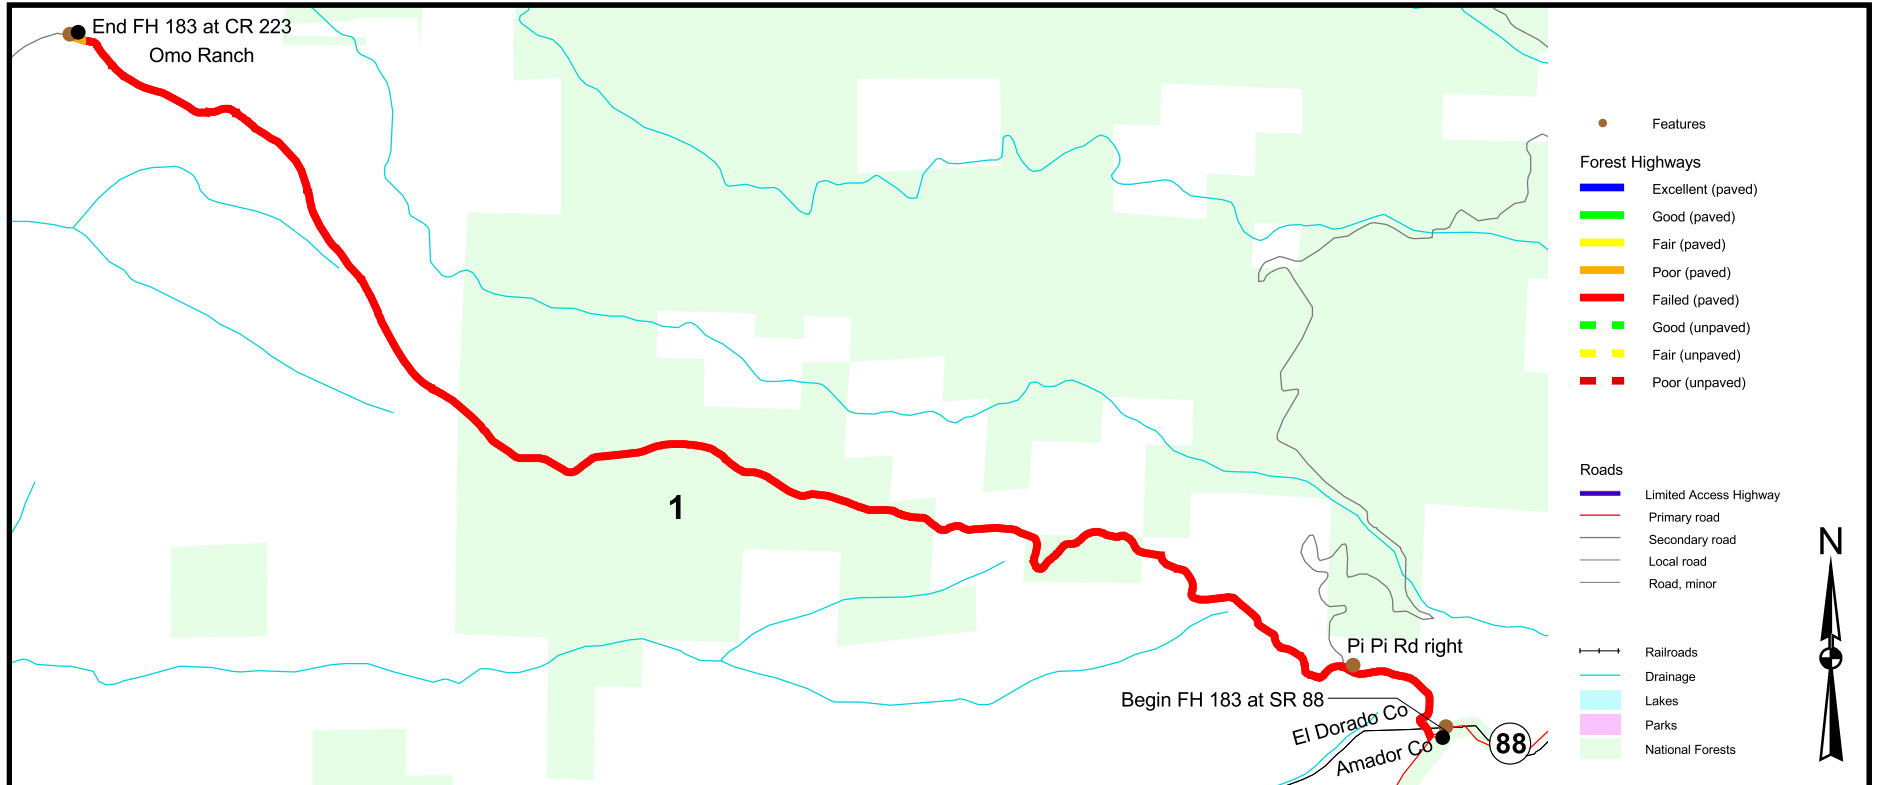 End FH 183 at CR 223
Omo Ranch
1
Pi Pi Rd right
Begin FH 183 at SR 88
El Dorado Co
Amador Co
88
Features
Forest Highways
Excellent (paved)
Good (paved)
Fair (paved)
Poor (paved)
Failed (paved)
Good (unpaved)
Fair (unpaved)
Poor (unpaved)
Roads
Limited Access Highway
Primary road
Secondary road
Local road
Road, minor
Railroads
Drainage
Lakes
Parks
National Forests
N